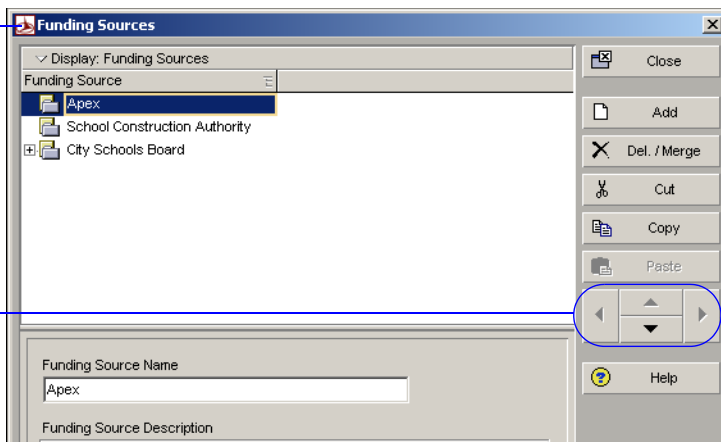 Funding Sources
Display: Funding Sources
Funding Source
Apex
School Construction Authority
City Schools Board
Close
Add
Del. / Merge
Cut
Copy
Paste
Help
Funding Source Name
Apex
Funding Source Description